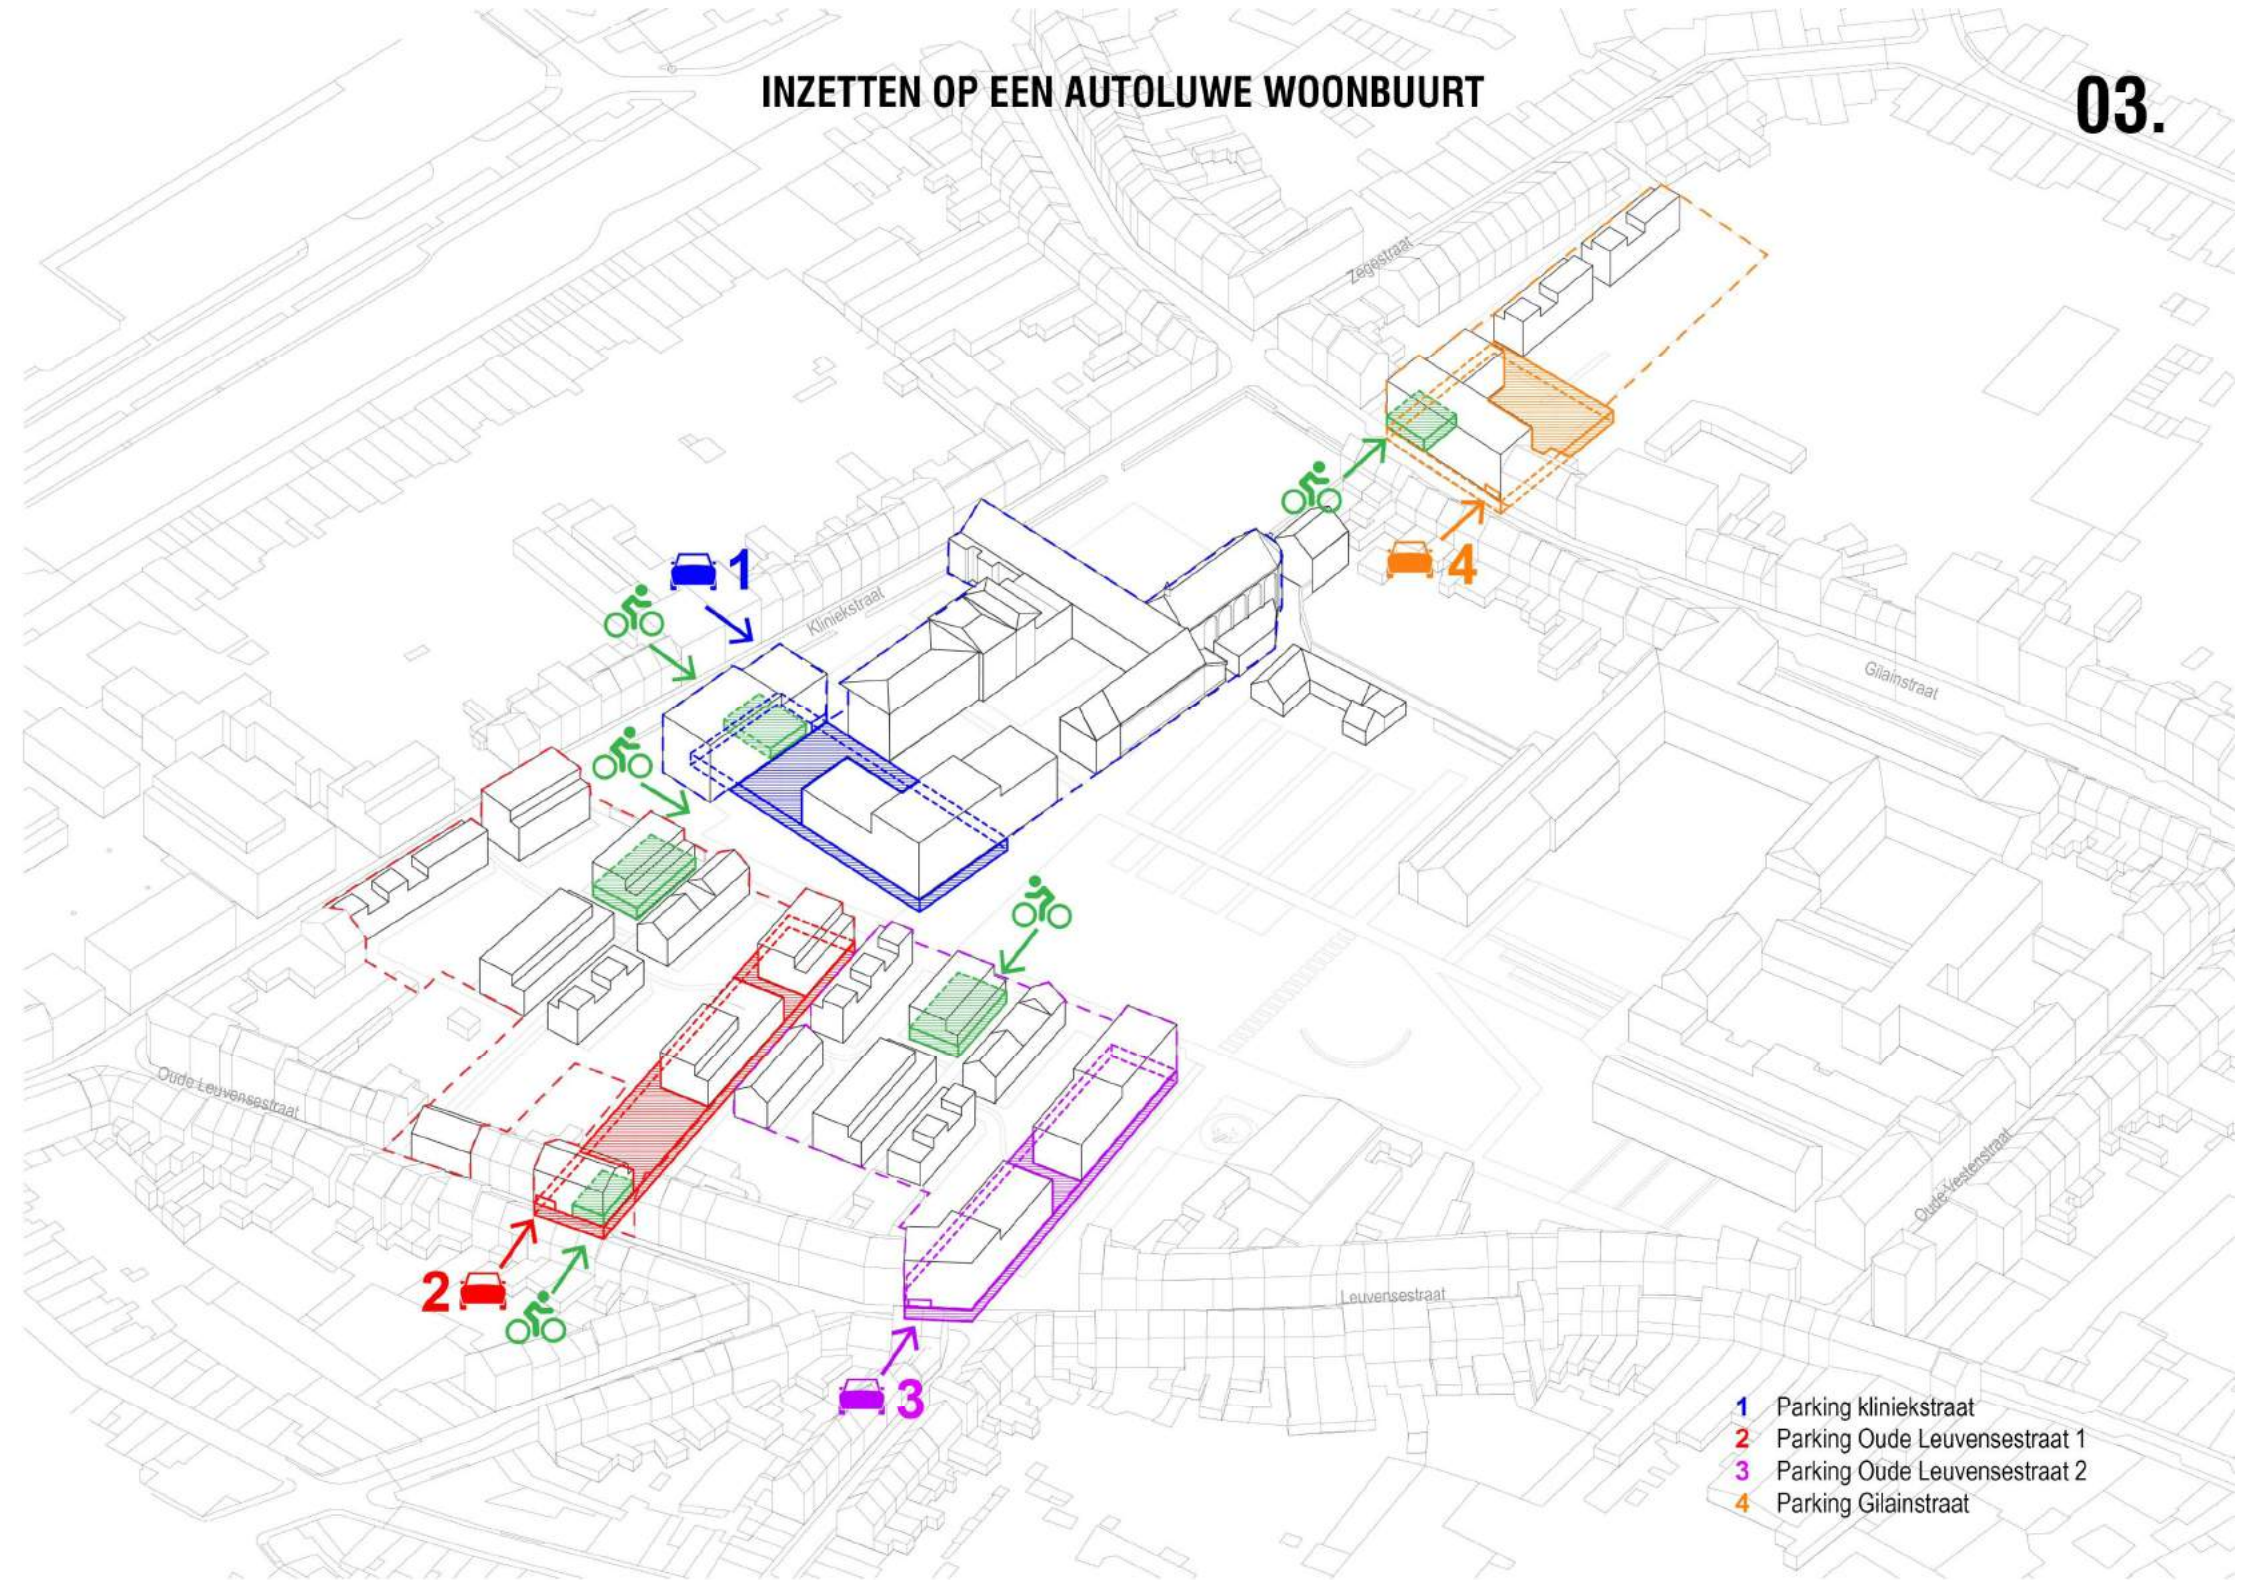 INZETTEN OP EEN AUTOLUWE WOONBUURT
03.
Zegestraat
4
1
Kliniekstraat
Gilainstraat
Oude Leuvensestraat
Oude Vestenstraat
2
Leuvensestraat
3
1 Parking kliniekstraat
2 Parking Oude Leuvensestraat 1
3 Parking Oude Leuvensestraat 2
4 Parking Gilainstraat